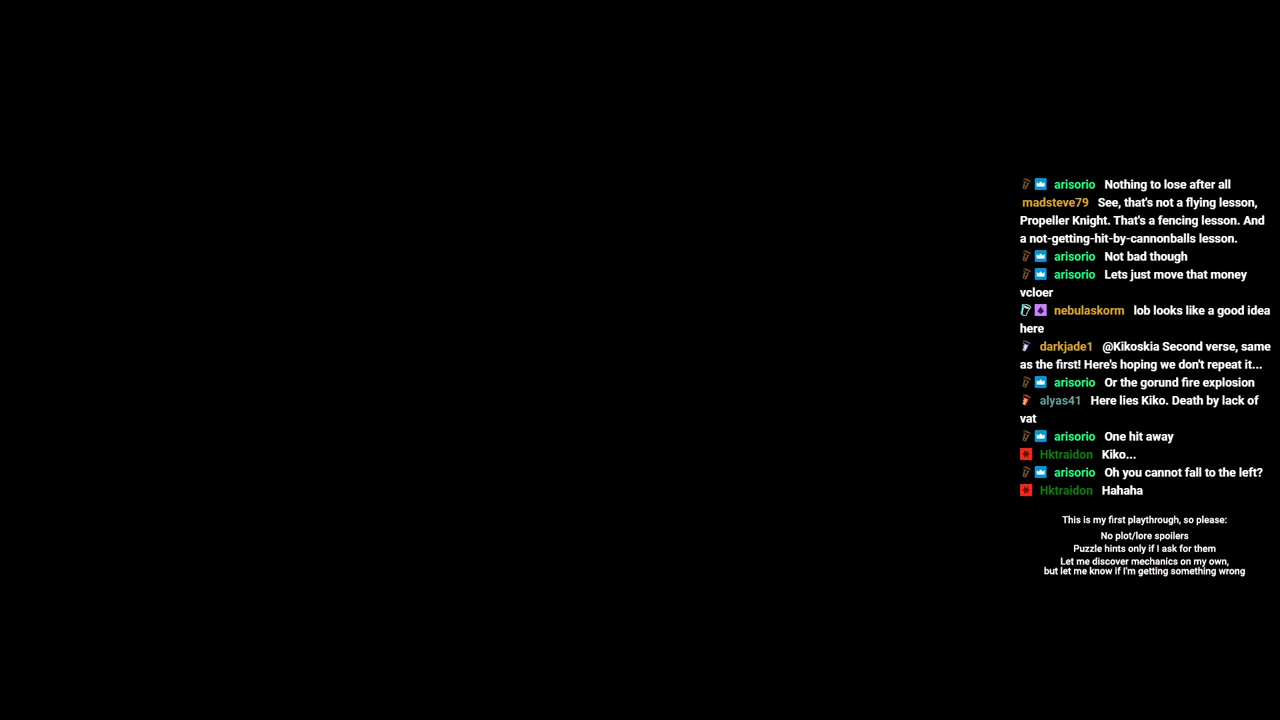 arisorio Nothing to lose after all
madsteve79 See, that's not a flying lesson,
Propeller Knight. That's a fencing lesson. And
a not-getting-hit-by-cannonballs lesson.
arisorio Not bad though
arisorio Lets just move that money
vcloer
nebulaskorm lob looks like a good idea
here
darkjade1 @Kikoskia Second verse, same
as the first! Here's hoping we don't repeat it...
arisorio Or the gorund fire explosion
alyas41 Here lies Kiko. Death by lack of
vat
arisorio One hit away
Hktraidon Kiko...
arisorio Oh you cannot fall to the left?
Hktraidon Hahaha
This is my first playthrough, so please:
No plot/lore spoilers
Puzzle hints only if I ask for them
Let me discover mechanics on my own,
but let me know if I'm getting something wrong